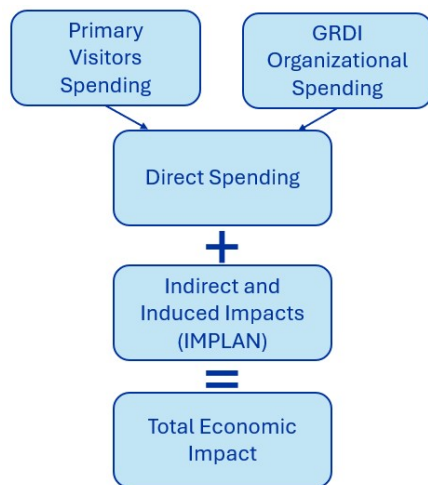 Primary
Visitors
Spending
GRDI
Organizational
Spending
Direct Spending
+
Indirect and
Induced Impacts
(IMPLAN)
=
Total Economic
Impact